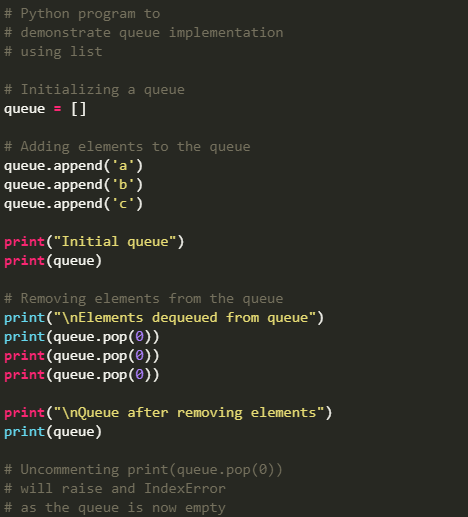 # Python program to
# demonstrate queue implementation
# using list
# Initializing a queue
queue = []
# Adding elements to the queue
queue.append('a')
queue.append('b')
queue.append('c')
print("Initial queue")
print(queue)
# Removing elements from the queue
print("\nElements dequeued from queue")
print(queue.pop(0))
print(queue.pop(0))
print(queue.pop(0))
print("\nQueue after removing elements")
print(queue)
# Uncommenting print(queue.pop(0))
# will raise and IndexError
# as the queue is now empty